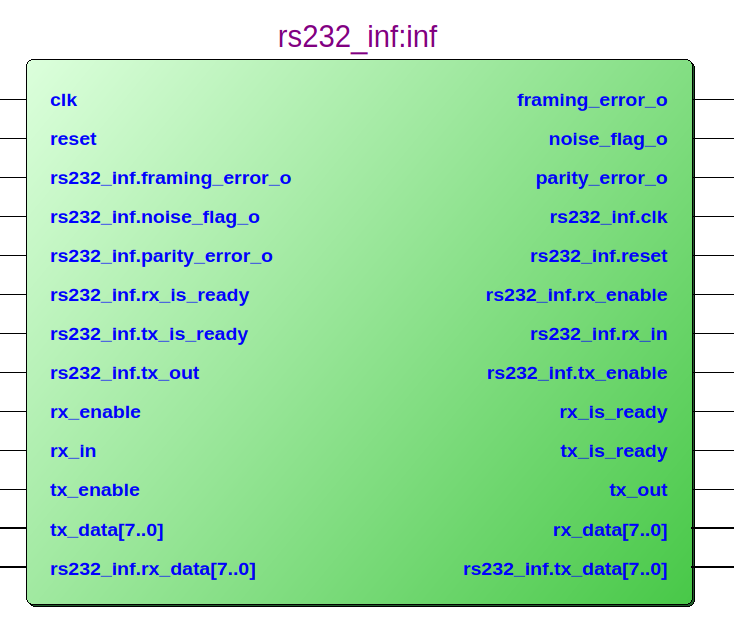 rs232_inf:inf
clk framing_error_o
reset noise_flag_o
rs232_inf.framing_error_o parity_error_o
rs232_inf.noise_flag_o rs232_inf.clk
rs232_inf.parity_error_o rs232_inf.reset
rs232_inf.rx_is_ready rs232_inf.rx_enable
rs232_inf.tx_is_ready rs232_inf.rx_in
rs232_inf.tx_out rs232_inf.tx_enable
rx_enable rx_is_ready
rx_in tx_is_ready
tx_enable tx_out
tx_data[7..0] rx_data[7..0]
rs232_inf.rx_data[7..0] rs232_inf.tx_data[7..0]